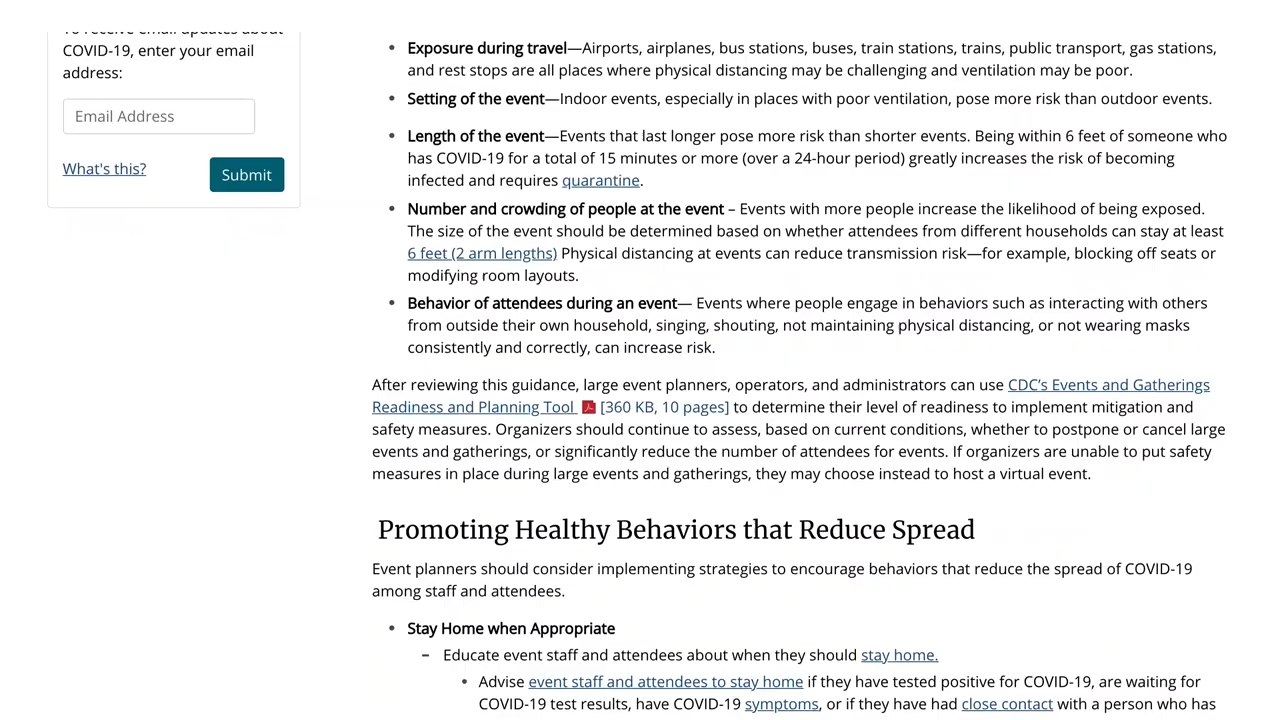 To receive email updates about
COVID-19, enter your email
address:
Email Address
What's this?
Submit
• Exposure during travel—Airports, airplanes, bus stations, buses, train stations, trains, public transport, gas stations,
and rest stops are all places where physical distancing may be challenging and ventilation may be poor.
• Setting of the event—Indoor events, especially in places with poor ventilation, pose more risk than outdoor events.
• Length of the event—Events that last longer pose more risk than shorter events. Being within 6 feet of someone who
has COVID-19 for a total of 15 minutes or more (over a 24-hour period) greatly increases the risk of becoming
infected and requires quarantine.
• Number and crowding of people at the event – Events with more people increase the likelihood of being exposed.
The size of the event should be determined based on whether attendees from different households can stay at least
6 feet (2 arm lengths) Physical distancing at events can reduce transmission risk—for example, blocking off seats or
modifying room layouts.
• Behavior of attendees during an event— Events where people engage in behaviors such as interacting with others
from outside their own household, singing, shouting, not maintaining physical distancing, or not wearing masks
consistently and correctly, can increase risk.
After reviewing this guidance, large event planners, operators, and administrators can use CDC’s Events and Gatherings
Readiness and Planning Tool [360 KB, 10 pages] to determine their level of readiness to implement mitigation and
safety measures. Organizers should continue to assess, based on current conditions, whether to postpone or cancel large
events and gatherings, or significantly reduce the number of attendees for events. If organizers are unable to put safety
measures in place during large events and gatherings, they may choose instead to host a virtual event.
Promoting Healthy Behaviors that Reduce Spread
Event planners should consider implementing strategies to encourage behaviors that reduce the spread of COVID-19
among staff and attendees.
• Stay Home when Appropriate
– Educate event staff and attendees about when they should stay home.
• Advise event staff and attendees to stay home if they have tested positive for COVID-19, are waiting for
COVID-19 test results, have COVID-19 symptoms, or if they have had close contact with a person who has